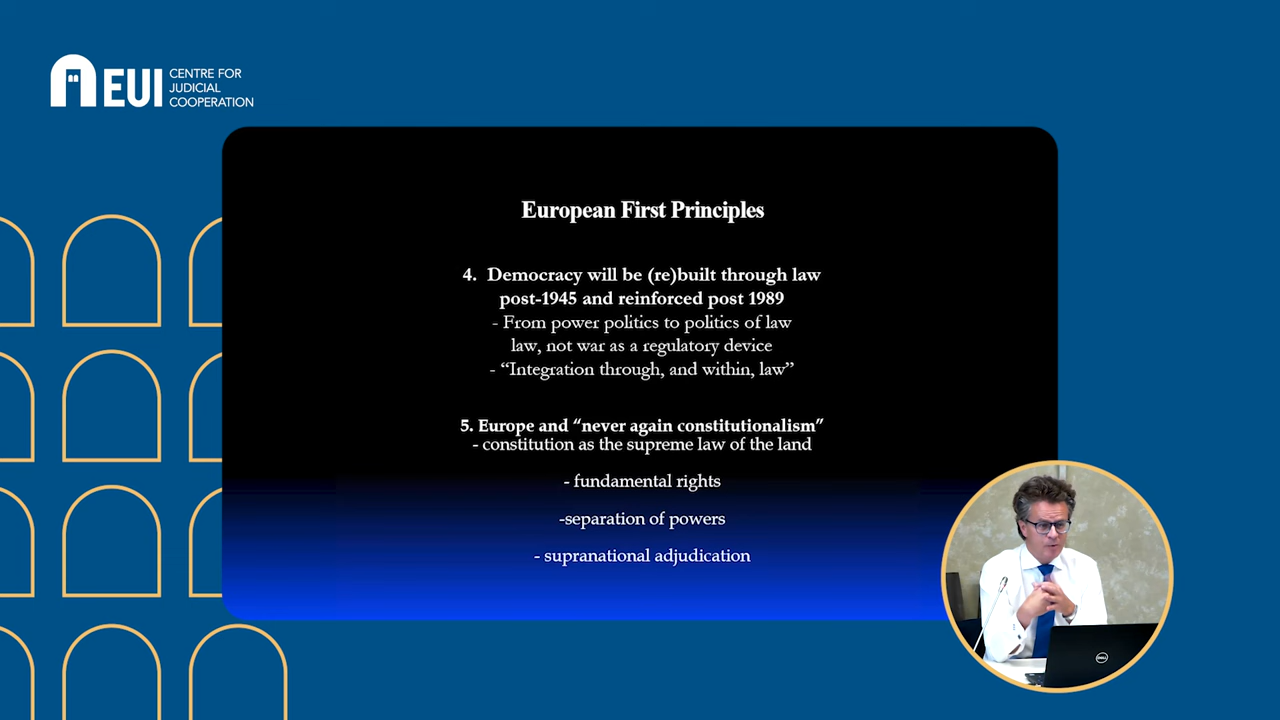 EUI
CENTRE FOR
JUDICIAL
COOPERATION
European First Principles
4. Democracy will be (re)built through law
post-1945 and reinforced post 1989
- From power politics to politics of law
law, not war as a regulatory device
- “Integration through, and within, law”
5. Europe and “never again constitutionalism”
- constitution as the supreme law of the land
- fundamental rights
-separation of powers
- supranational adjudication
DELL